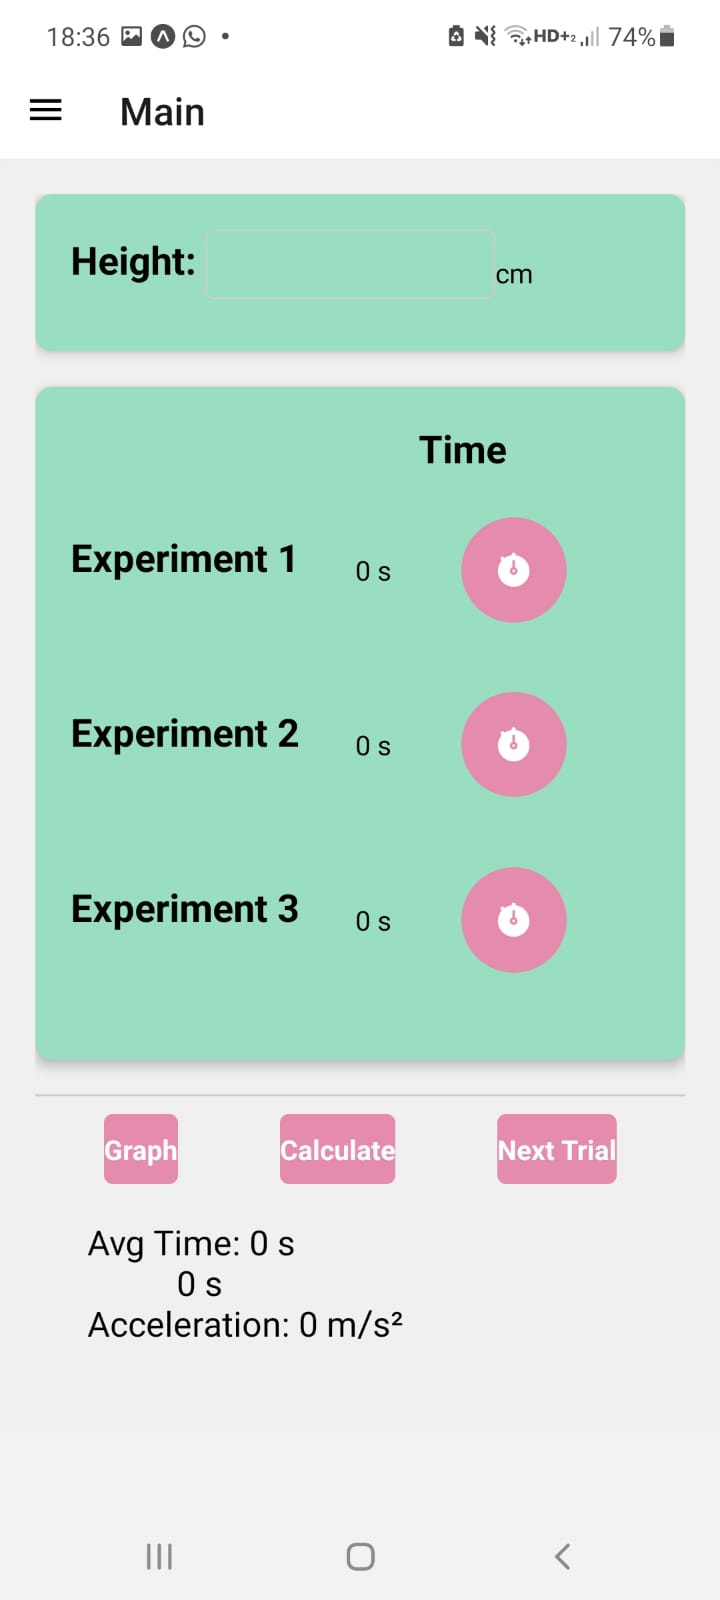 18:36 HD+2 74%
Main
Height: cm
Time
Experiment 1 0 s
Experiment 2 0 s
Experiment 3 0 s
Graph Calculate Next Trial
Avg Time: 0 s
0 s
Acceleration: 0 m/s²